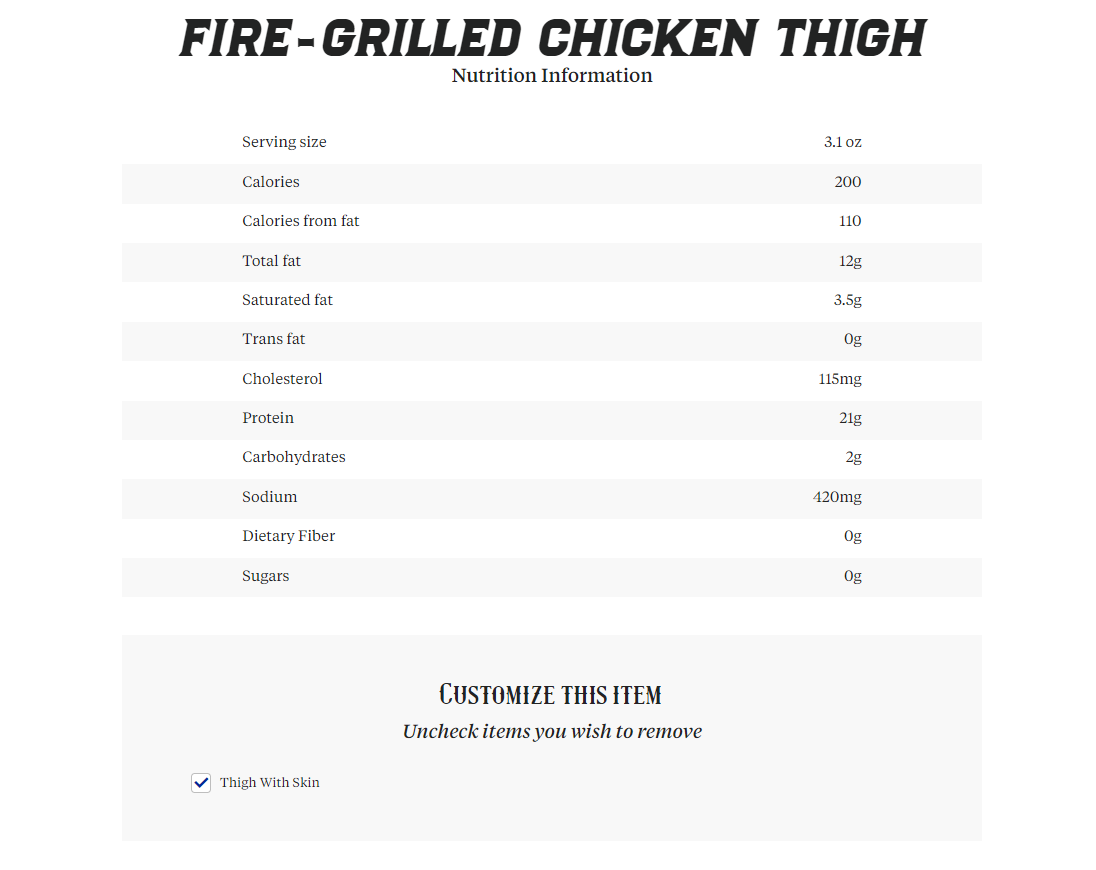 FIRE-GRILLED CHICKEN THIGH
Nutrition Information
Serving size 3.1 oz
Calories 200
Calories from fat 110
Total fat 12g
Saturated fat 3.5g
Trans fat 0g
Cholesterol 115mg
Protein 21g
Carbohydrates 2g
Sodium 420mg
Dietary Fiber 0g
Sugars 0g
Customize this item
Uncheck items you wish to remove
Thigh With Skin